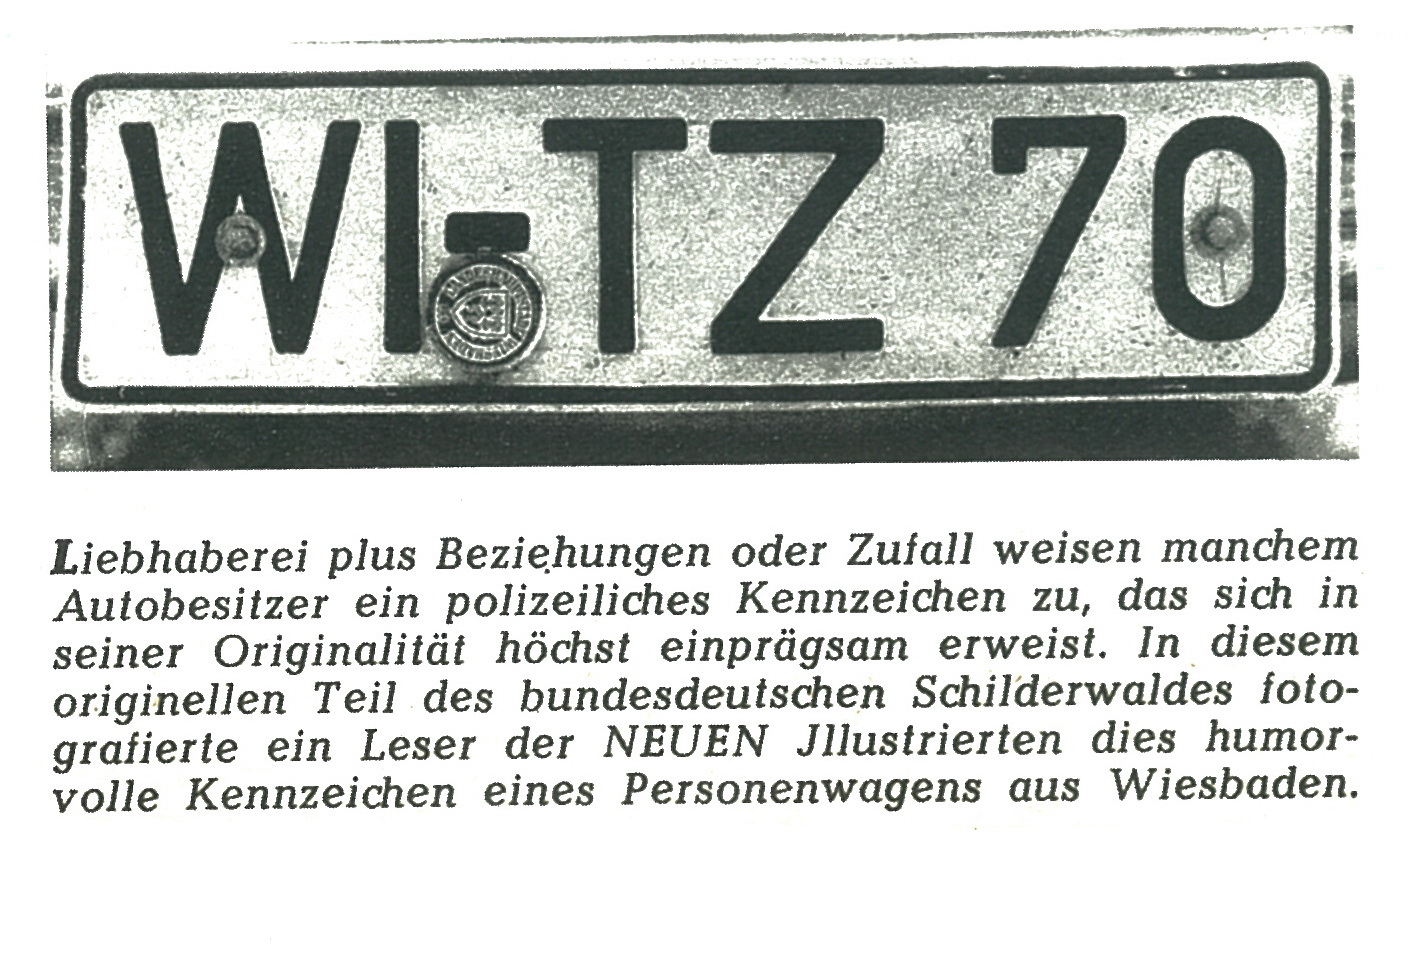 WI-TZ 70
Liebhaberei plus Beziehungen oder Zufall weisen manchem
Autobesitzer ein polizeiliches Kennzeichen zu, das sich in
seiner Originalität höchst einprägsam erweist. In diesem
originellen Teil des bundesdeutschen Schilderwaldes foto-
grafierte ein Leser der NEUEN Jllustrierten dies humor-
volle Kennzeichen eines Personenwagens aus Wiesbaden.